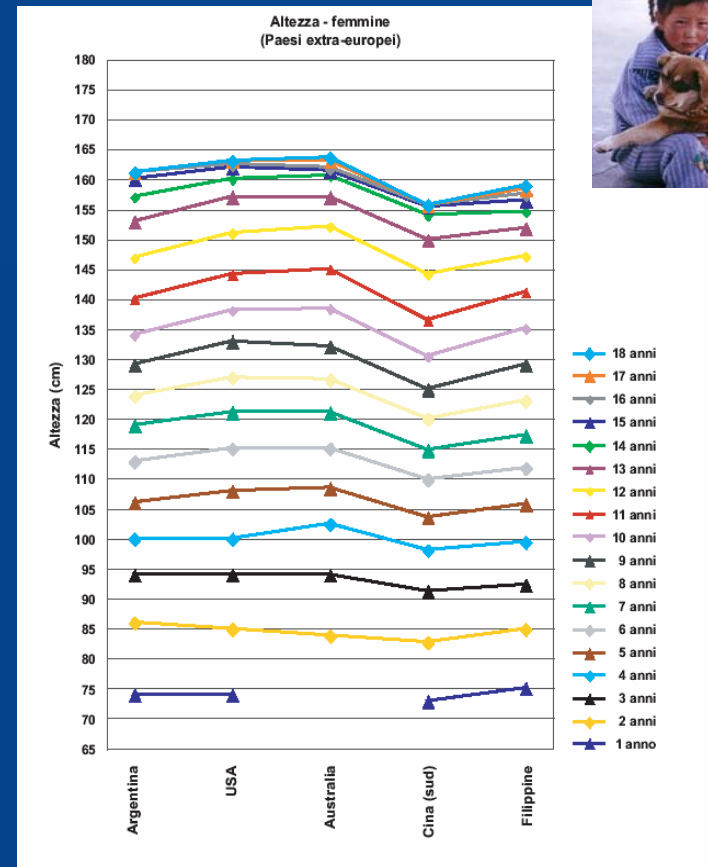 Altezza - femmine
(Paesi extra-europei)
Altezza (cm)
180
175
170
165
160
155
150
145
140
135
130
125
120
115
110
105
100
95
90
85
80
75
70
65
Argentina
USA
Australia
Cina (sud)
Filippine
18 anni
17 anni
16 anni
15 anni
14 anni
13 anni
12 anni
11 anni
10 anni
9 anni
8 anni
7 anni
6 anni
5 anni
4 anni
3 anni
2 anni
1 anno